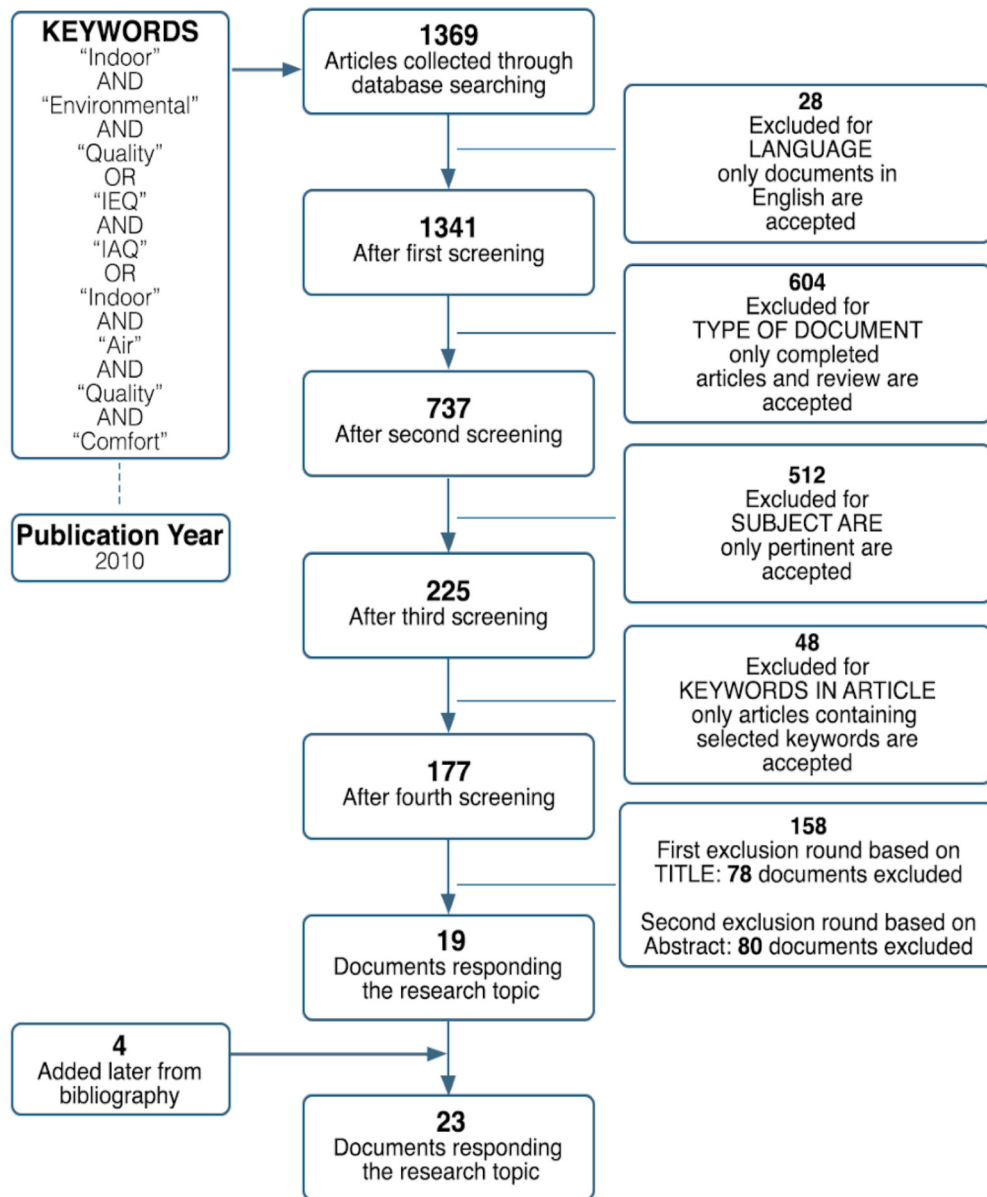 KEYWORDS
“Indoor”
AND
“Environmental”
AND
“Quality”
OR
“IEQ”
AND
“IAQ”
OR
“Indoor”
AND
“Air”
AND
“Quality”
AND
“Comfort”
Publication Year
2010
1369
Articles collected through
database searching
28
Excluded for
LANGUAGE
only documents in
English are
accepted
1341
After first screening
604
Excluded for
TYPE OF DOCUMENT
only completed
articles and review are
accepted
737
After second screening
512
Excluded for
SUBJECT ARE
only pertinent are
accepted
225
After third screening
48
Excluded for
KEYWORDS IN ARTICLE
only articles containing
selected keywords are
accepted
177
After fourth screening
158
First exclusion round based on
TITLE: 78 documents excluded
Second exclusion round based on
Abstract: 80 documents excluded
19
Documents responding
the research topic
4
Added later from
bibliography
23
Documents responding
the research topic